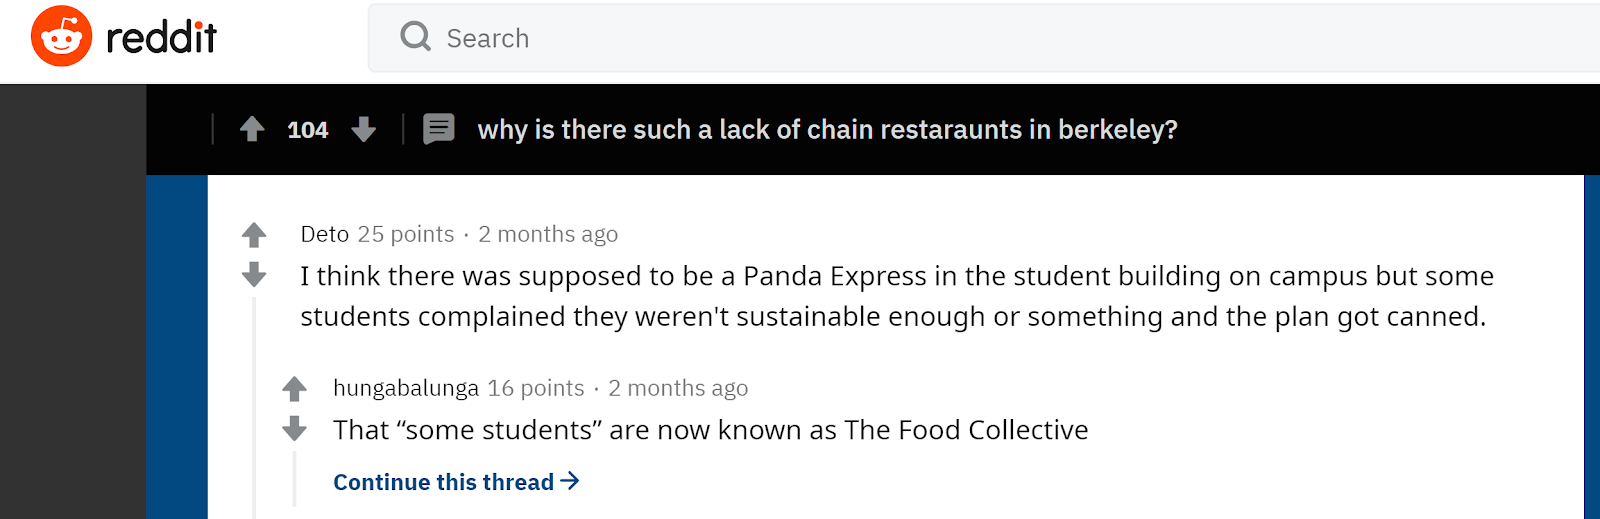 reddit
Search
104
why is there such a lack of chain restaraunts in berkeley?
Deto 25 points · 2 months ago
I think there was supposed to be a Panda Express in the student building on campus but some
students complained they weren't sustainable enough or something and the plan got canned.
hungabalunga 16 points · 2 months ago
That “some students” are now known as The Food Collective
Continue this thread →